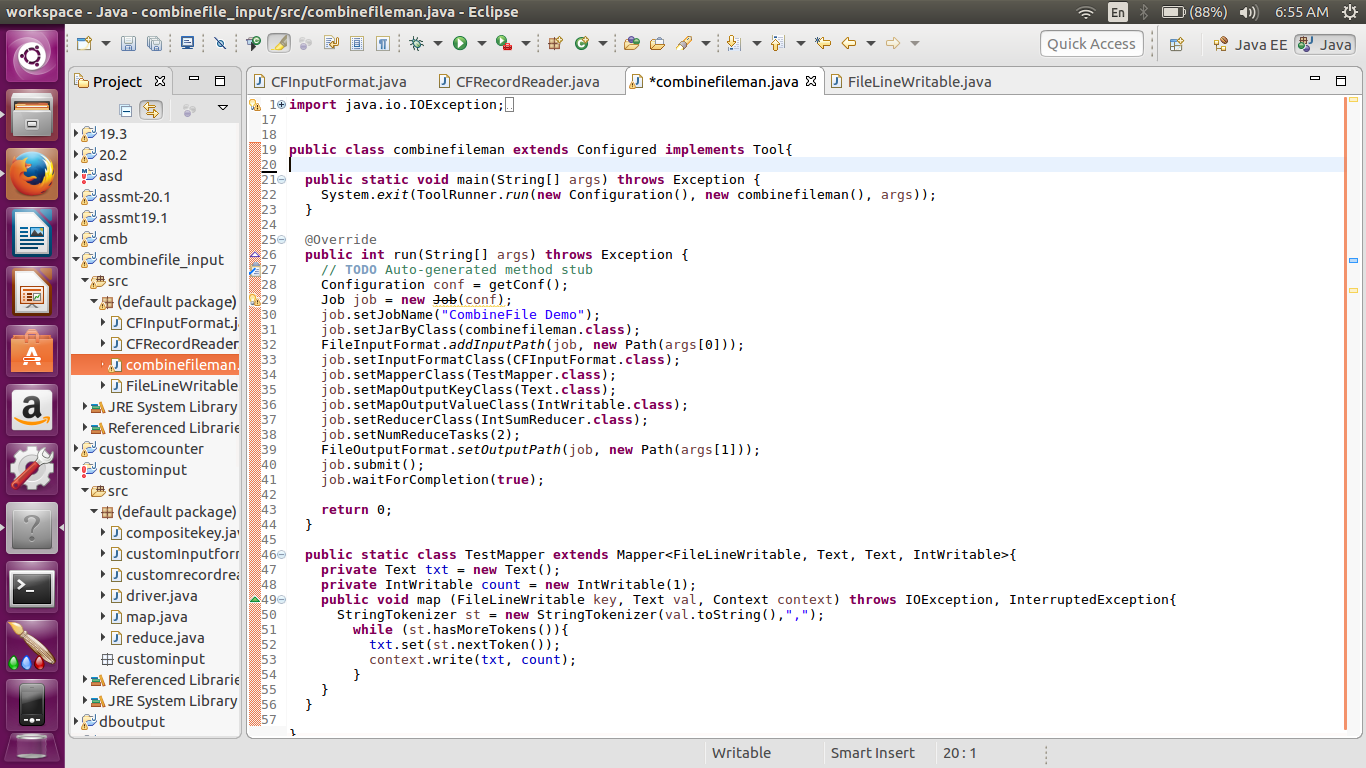 workspace - Java - combinefile_input/src/combinefileman.java - Eclipse
En
(88%)
6:55 AM
Quick Access
Java EE
Java
Project
19.3
20.2
asd
assmt-20.1
assmt19.1
cmb
combinefile_input
src
(default package)
CFInputFormat.j
CFRecordReader
combinefileman.
FileLineWritable
JRE System Library
Referenced Librarie
customcounter
custominput
src
(default package)
compositekey.jav
customInputforr
customrecordrea
driver.java
map.java
reduce.java
custominput
Referenced Librarie
JRE System Library
dboutput
CFInputFormat.java
CFRecordReader.java
*combinefileman.java
FileLineWritable.java
1 import java.io.IOException;
17
18
19 public class combinefileman extends Configured implements Tool{
20
21 public static void main(String[] args) throws Exception {
22 System.exit(ToolRunner.run(new Configuration(), new combinefileman(), args));
23 }
24
25 @Override
26 public int run(String[] args) throws Exception {
27 // TODO Auto-generated method stub
28 Configuration conf = getConf();
29 Job job = new Job(conf);
30 job.setJobName("CombineFile Demo");
31 job.setJarByClass(combinefileman.class);
32 FileInputFormat.addInputPath(job, new Path(args[0]));
33 job.setInputFormatClass(CFInputFormat.class);
34 job.setMapperClass(TestMapper.class);
35 job.setMapOutputKeyClass(Text.class);
36 job.setMapOutputValueClass(IntWritable.class);
37 job.setReducerClass(IntSumReducer.class);
38 job.setNumReduceTasks(2);
39 FileOutputFormat.setOutputPath(job, new Path(args[1]));
40 job.submit();
41 job.waitForCompletion(true);
42
43 return 0;
44 }
45
46 public static class TestMapper extends Mapper<FileLineWritable, Text, Text, IntWritable>{
47 private Text txt = new Text();
48 private IntWritable count = new IntWritable(1);
49 public void map (FileLineWritable key, Text val, Context context) throws IOException, InterruptedException{
50 StringTokenizer st = new StringTokenizer(val.toString(),",");
51 while (st.hasMoreTokens()){
52 txt.set(st.nextToken());
53 context.write(txt, count);
54 }
55 }
56 }
57
}
Writable
Smart Insert
20 : 1